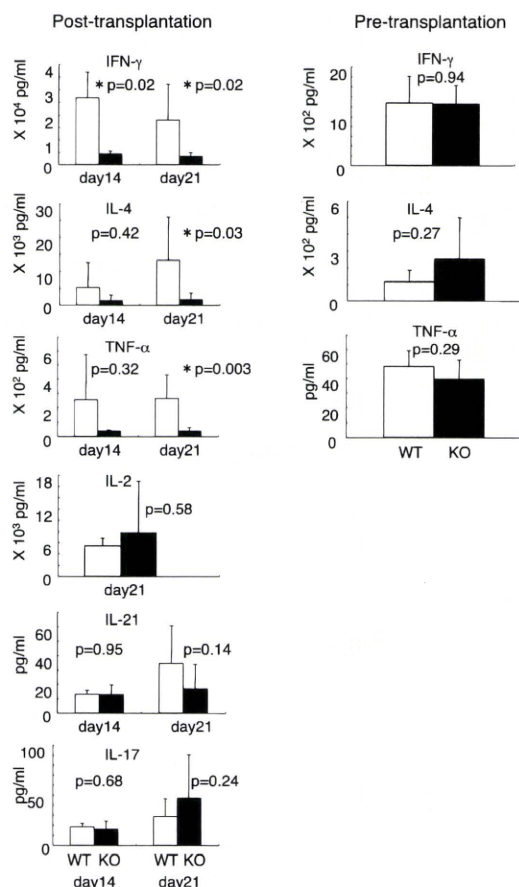 Post-transplantation
Pre-transplantation
IFN-γ
X 10⁴ pg/ml
4
3
2
1
0
* p=0.02
* p=0.02
day14 day21
IL-4
X 10³ pg/ml
30
20
10
0
p=0.42
* p=0.03
day14 day21
TNF-α
X 10² pg/ml
6
4
2
0
p=0.32
* p=0.003
day14 day21
IL-2
X 10³ pg/ml
18
12
6
0
p=0.58
day21
IL-21
pg/ml
60
40
20
0
p=0.95
p=0.14
day14 day21
IL-17
pg/ml
100
50
0
p=0.68
p=0.24
WT KO WT KO
day14 day21
IFN-γ
X 10² pg/ml
20
10
0
p=0.94
IL-4
X 10² pg/ml
6
3
0
p=0.27
TNF-α
pg/ml
60
40
20
0
p=0.29
WT KO